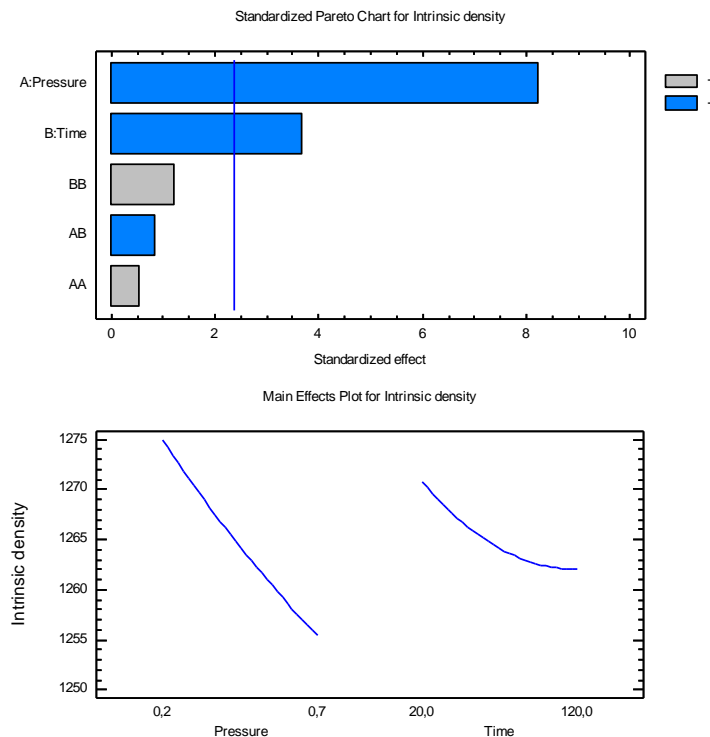 Standardized Pareto Chart for Intrinsic density
A:Pressure
B:Time
BB
AB
AA
0 2 4 6 8 10
Standardized effect
Main Effects Plot for Intrinsic density
Intrinsic density
1275
1270
1265
1260
1255
1250
0,2 0,7 20,0 120,0
Pressure Time